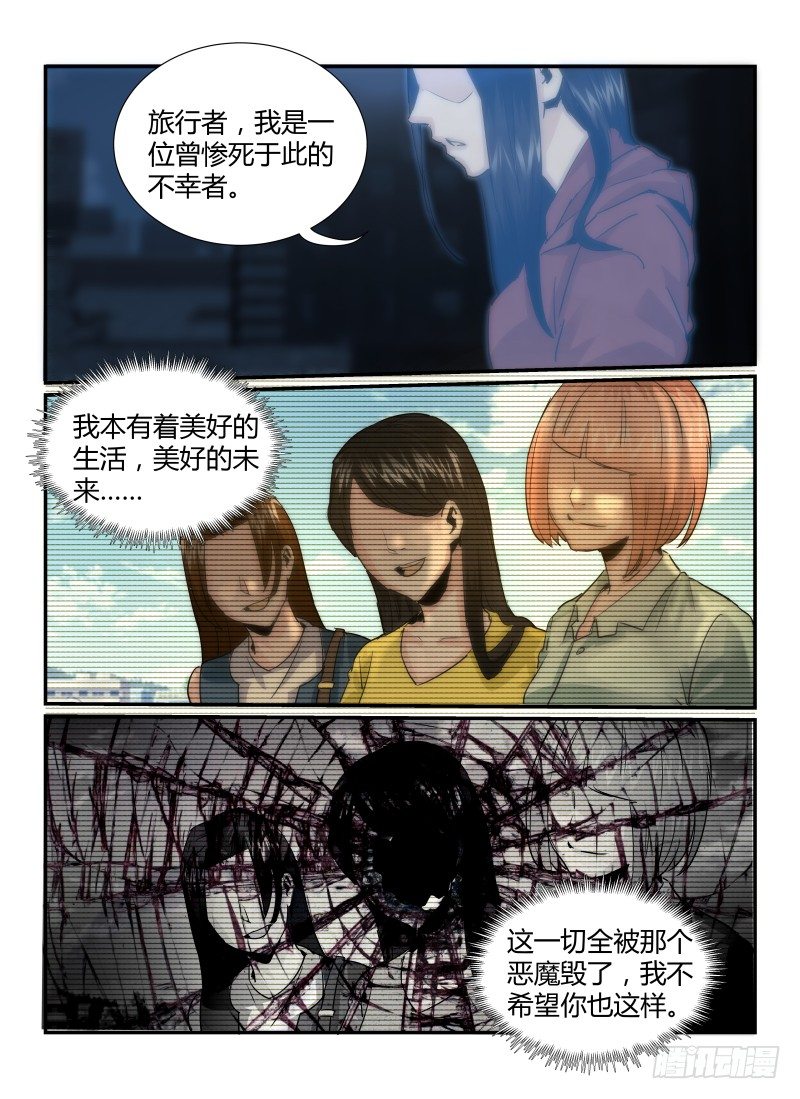 旅行者，我是一
位曾惨死于此的
不幸者。
我本有着美好的
生活，美好的未
来……
这一切全被那个
恶魔毁了，我不
希望你也这样。
腾讯动漫